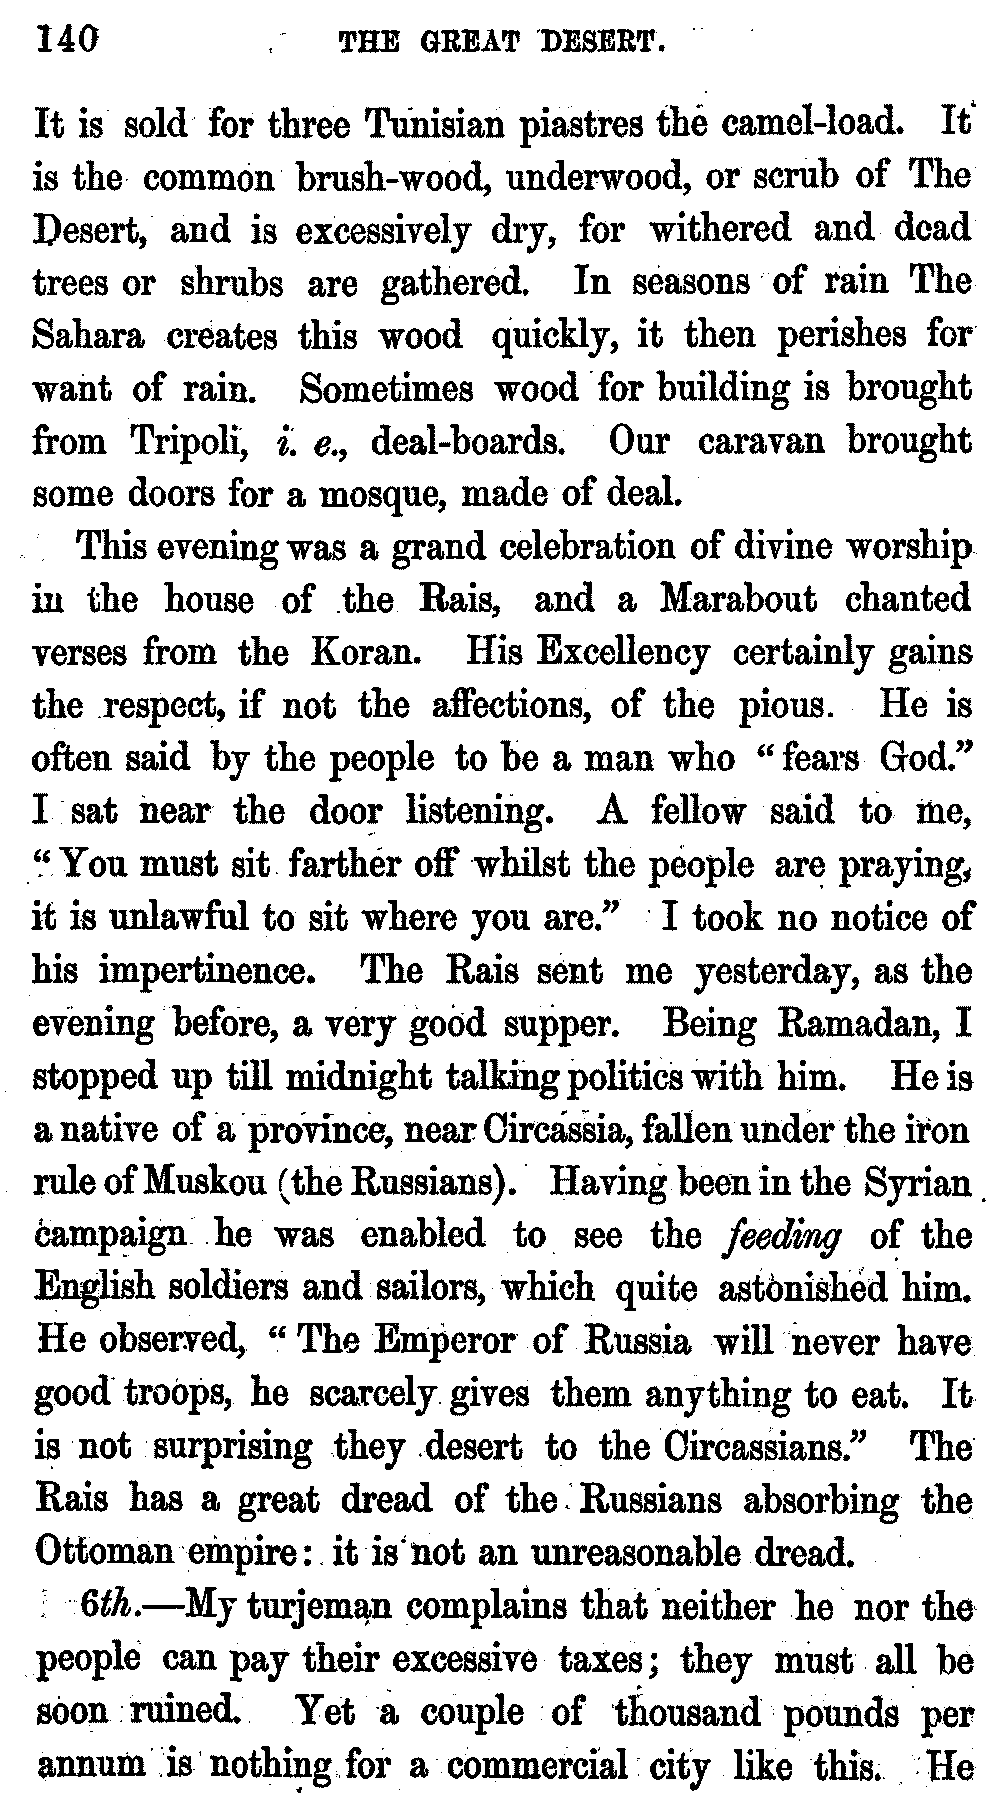 140 THE GREAT DESERT.
It is sold for three Tunisian piastres the camel-load. It
is the common brush-wood, underwood, or scrub of The
Desert, and is excessively dry, for withered and dead
trees or shrubs are gathered. In seasons of rain The
Sahara creates this wood quickly, it then perishes for
want of rain. Sometimes wood for building is brought
from Tripoli, i. e., deal-boards. Our caravan brought
some doors for a mosque, made of deal.
This evening was a grand celebration of divine worship
in the house of the Rais, and a Marabout chanted
verses from the Koran. His Excellency certainly gains
the respect, if not the affections, of the pious. He is
often said by the people to be a man who “fears God.”
I sat near the door listening. A fellow said to me,
“You must sit farther off whilst the people are praying,
it is unlawful to sit where you are.” I took no notice of
his impertinence. The Rais sent me yesterday, as the
evening before, a very good supper. Being Ramadan, I
stopped up till midnight talking politics with him. He is
a native of a province, near Circassia, fallen under the iron
rule of Muskou (the Russians). Having been in the Syrian
campaign he was enabled to see the feeding of the
English soldiers and sailors, which quite astonished him.
He observed, “The Emperor of Russia will never have
good troops, he scarcely gives them anything to eat. It
is not surprising they desert to the Circassians.” The
Rais has a great dread of the Russians absorbing the
Ottoman empire: it is not an unreasonable dread.
6th.—My turjeman complains that neither he nor the
people can pay their excessive taxes; they must all be
soon ruined. Yet a couple of thousand pounds per
annum is nothing for a commercial city like this. He